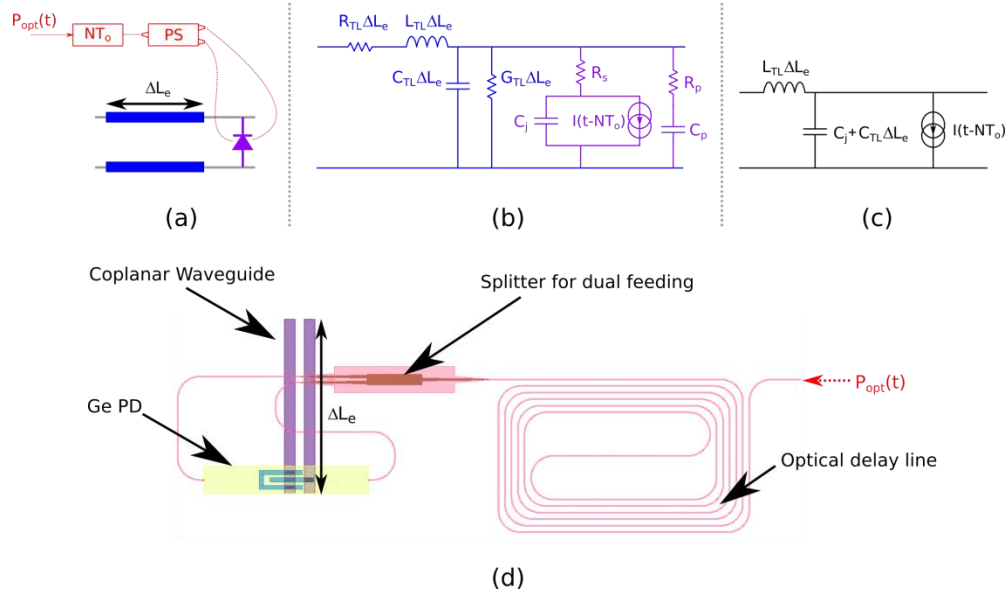 P_opt(t)
NT_o
PS
ΔL_e
(a)
R_TL ΔL_e
L_TL ΔL_e
C_TL ΔL_e
G_TL ΔL_e
R_s
R_p
C_j
I(t-NT_o)
C_p
(b)
L_TL ΔL_e
C_j+C_TL ΔL_e
I(t-NT_o)
(c)
Coplanar Waveguide
Splitter for dual feeding
P_opt(t)
ΔL_e
Ge PD
Optical delay line
(d)